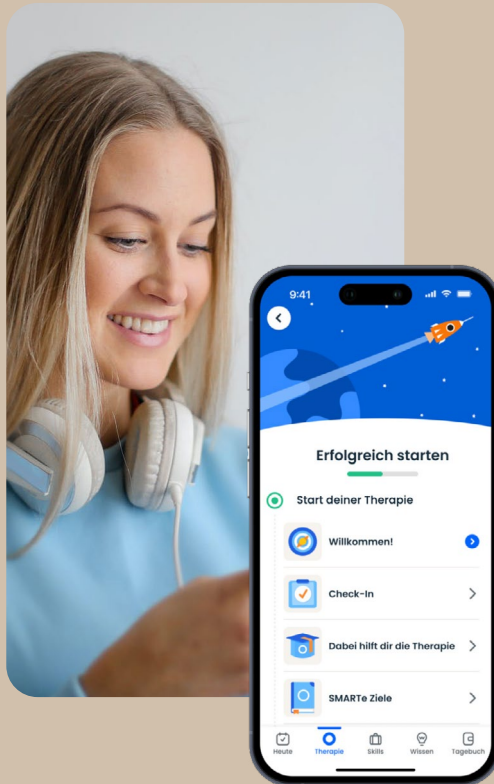 9:41
Erfolgreich starten
Start deiner Therapie
Willkommen!
Check-In
Dabei hilft dir die Therapie
SMARTe Ziele
Heute Therapie Skills Wissen Tagebuch